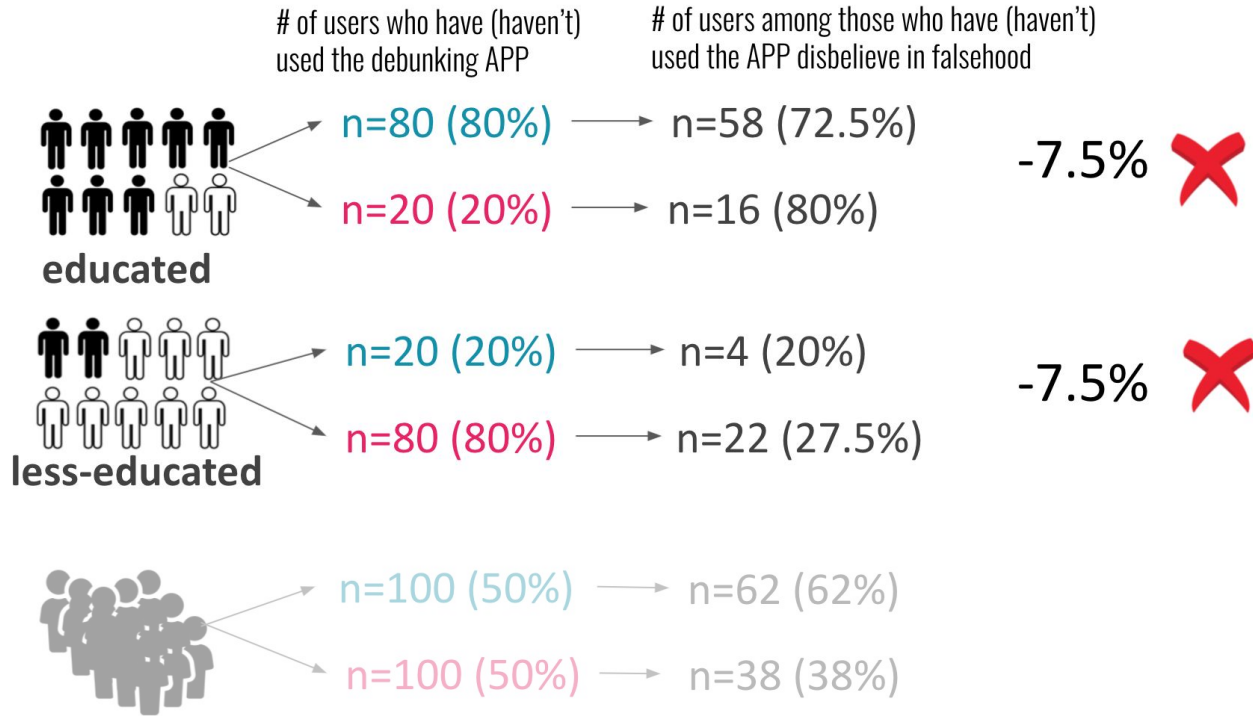 # of users who have (haven't)
used the debunking APP
# of users among those who have (haven't)
used the APP disbelieve in falsehood
n=80 (80%)
n=58 (72.5%)
-7.5%
n=20 (20%)
n=16 (80%)
educated
n=20 (20%)
n=4 (20%)
-7.5%
n=80 (80%)
n=22 (27.5%)
less-educated
n=100 (50%)
n=62 (62%)
n=100 (50%)
n=38 (38%)